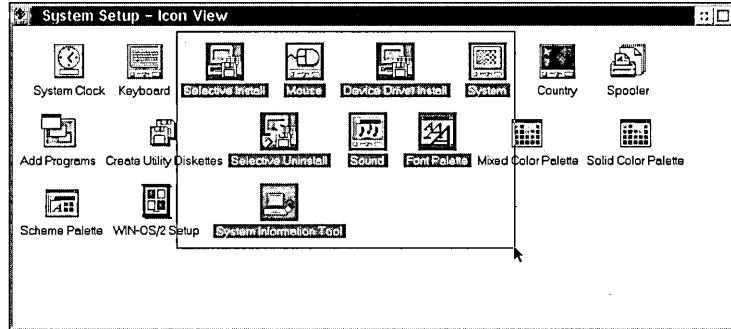 System Setup – Icon View
System Clock Keyboard Selective Install Mouse Device Driver Install System Country Spooler
Add Programs Create Utility Diskettes Selective Uninstall Sound Font Palette Mixed Color Palette Solid Color Palette
Scheme Palette WIN-OS/2 Setup System Information Tool